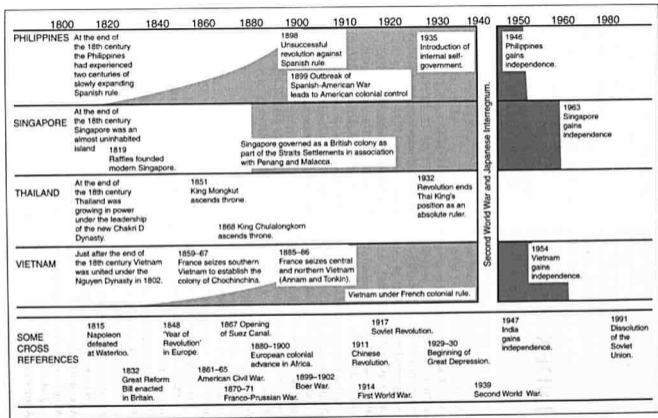 1800 1820 1840 1860 1880 1900 1910 1920 1930 1940 1950 1960 1980
PHILIPPINES
At the end of
the 18th century
the Philippines
had experienced
two centuries of
slowly expanding
Spanish rule.
1898
Unsuccessful
revolution against
Spanish rule.
1899 Outbreak of
Spanish-American War
leads to American colonial control
1935
Introduction of
internal self-
government.
1946
Philippines
gains
independence.
SINGAPORE
At the end of
the 18th century
Singapore was an
almost uninhabited
island
1819
Raffles founded
modern Singapore.
Singapore governed as a British colony as
part of the Straits Settlements in association
with Penang and Malacca.
1963
Singapore
gains
independence
THAILAND
At the end of
the 18th century
Thailand was
growing in power
under the leadership
of the new Chakri D
Dynasty.
1851
King Mongkut
ascends throne.
1868 King Chulalongkorn
ascends throne.
1932
Revolution ends
Thai King's
position as an
absolute ruler.
VIETNAM
Just after the end of
the 18th century Vietnam
was united under the
Nguyen Dynasty in 1802.
1859–67
France seizes southern
Vietnam to establish the
colony of Chochinchina.
1885–86
France seizes central
and northern Vietnam
(Annam and Tonkin).
Vietnam under French colonial rule.
1954
Vietnam
gains
independence.
Second World War and Japanese Interregnum.
SOME
CROSS
REFERENCES
1815
Napoleon
defeated
at Waterloo.
1832
Great Reform
Bill enacted
in Britain.
1848
'Year of
Revolution'
in Europe.
1861–65
American Civil War.
1867 Opening
of Suez Canal.
1870–71
Franco-Prussian War.
1880–1900
European colonial
advance in Africa.
1899–1902
Boer War.
1911
Chinese
Revolution.
1914
First World War.
1917
Soviet Revolution.
1929–30
Beginning of
Great Depression.
1939
Second World War.
1947
India
gains
independence.
1991
Dissolution
of the
Soviet
Union.